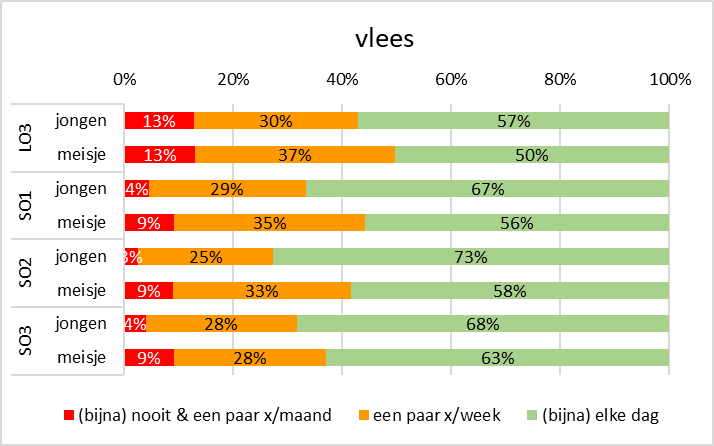 vlees
0% 20% 40% 60% 80% 100%
LO3
jongen 13% 30% 57%
meisje 13% 37% 50%
SO1
jongen 4% 29% 67%
meisje 9% 35% 56%
SO2
jongen 3% 25% 73%
meisje 9% 33% 58%
SO3
jongen 4% 28% 68%
meisje 9% 28% 63%
(bijna) nooit & een paar x/maand een paar x/week (bijna) elke dag